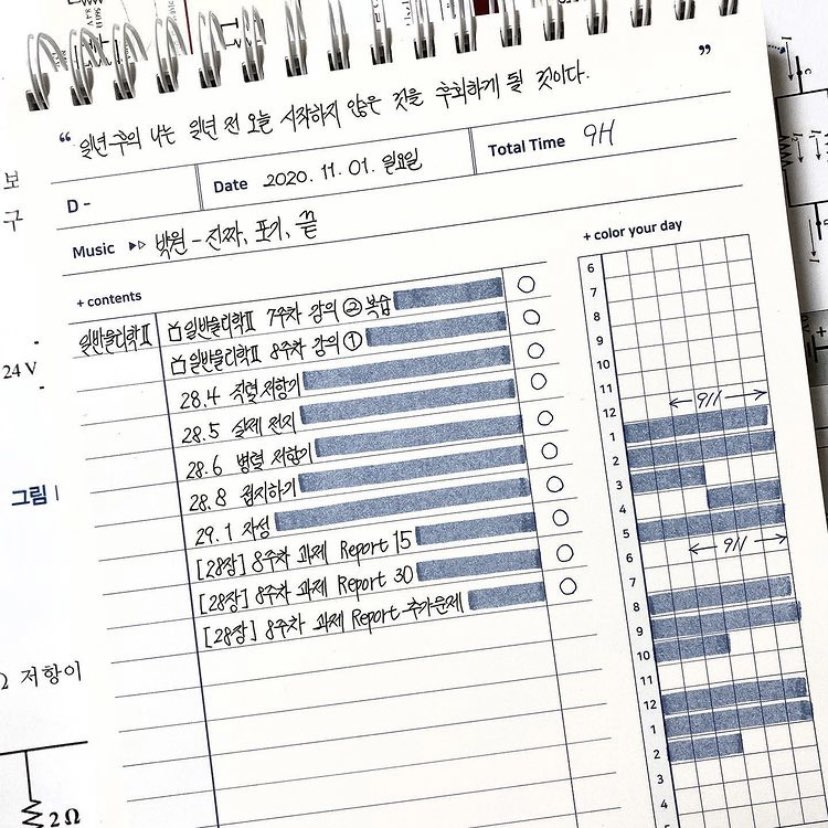 “ 일년후의 나는 일년 전 오늘 시작하지 않은 것을 후회하게 될 것이다. ”
D -
Date 2020. 11. 01. 일요일
Total Time 9H
Music ▶▷ 박원 - 진짜, 포기, 끝
+ contents
일반물리학Ⅱ
일반물리학Ⅱ 7주차 강의 ② 복습
일반물리학Ⅱ 8주차 강의 ①
28.4 직렬 저항기
28.5 실제 전지
28.6 병렬 저항기
28.8 접지하기
29.1 자성
[28장] 8주차 과제 Report 15
[28장] 8주차 과제 Report 30
[28장] 8주차 과제 Report 추가문제
+ color your day
6
7
8
9
10
11
12
1
2
3
4
5
6
7
8
9
10
11
12
1
2
3
4
← 9H →
← 9H →
보
구
24 V
그림
Ω 저항이
2 Ω